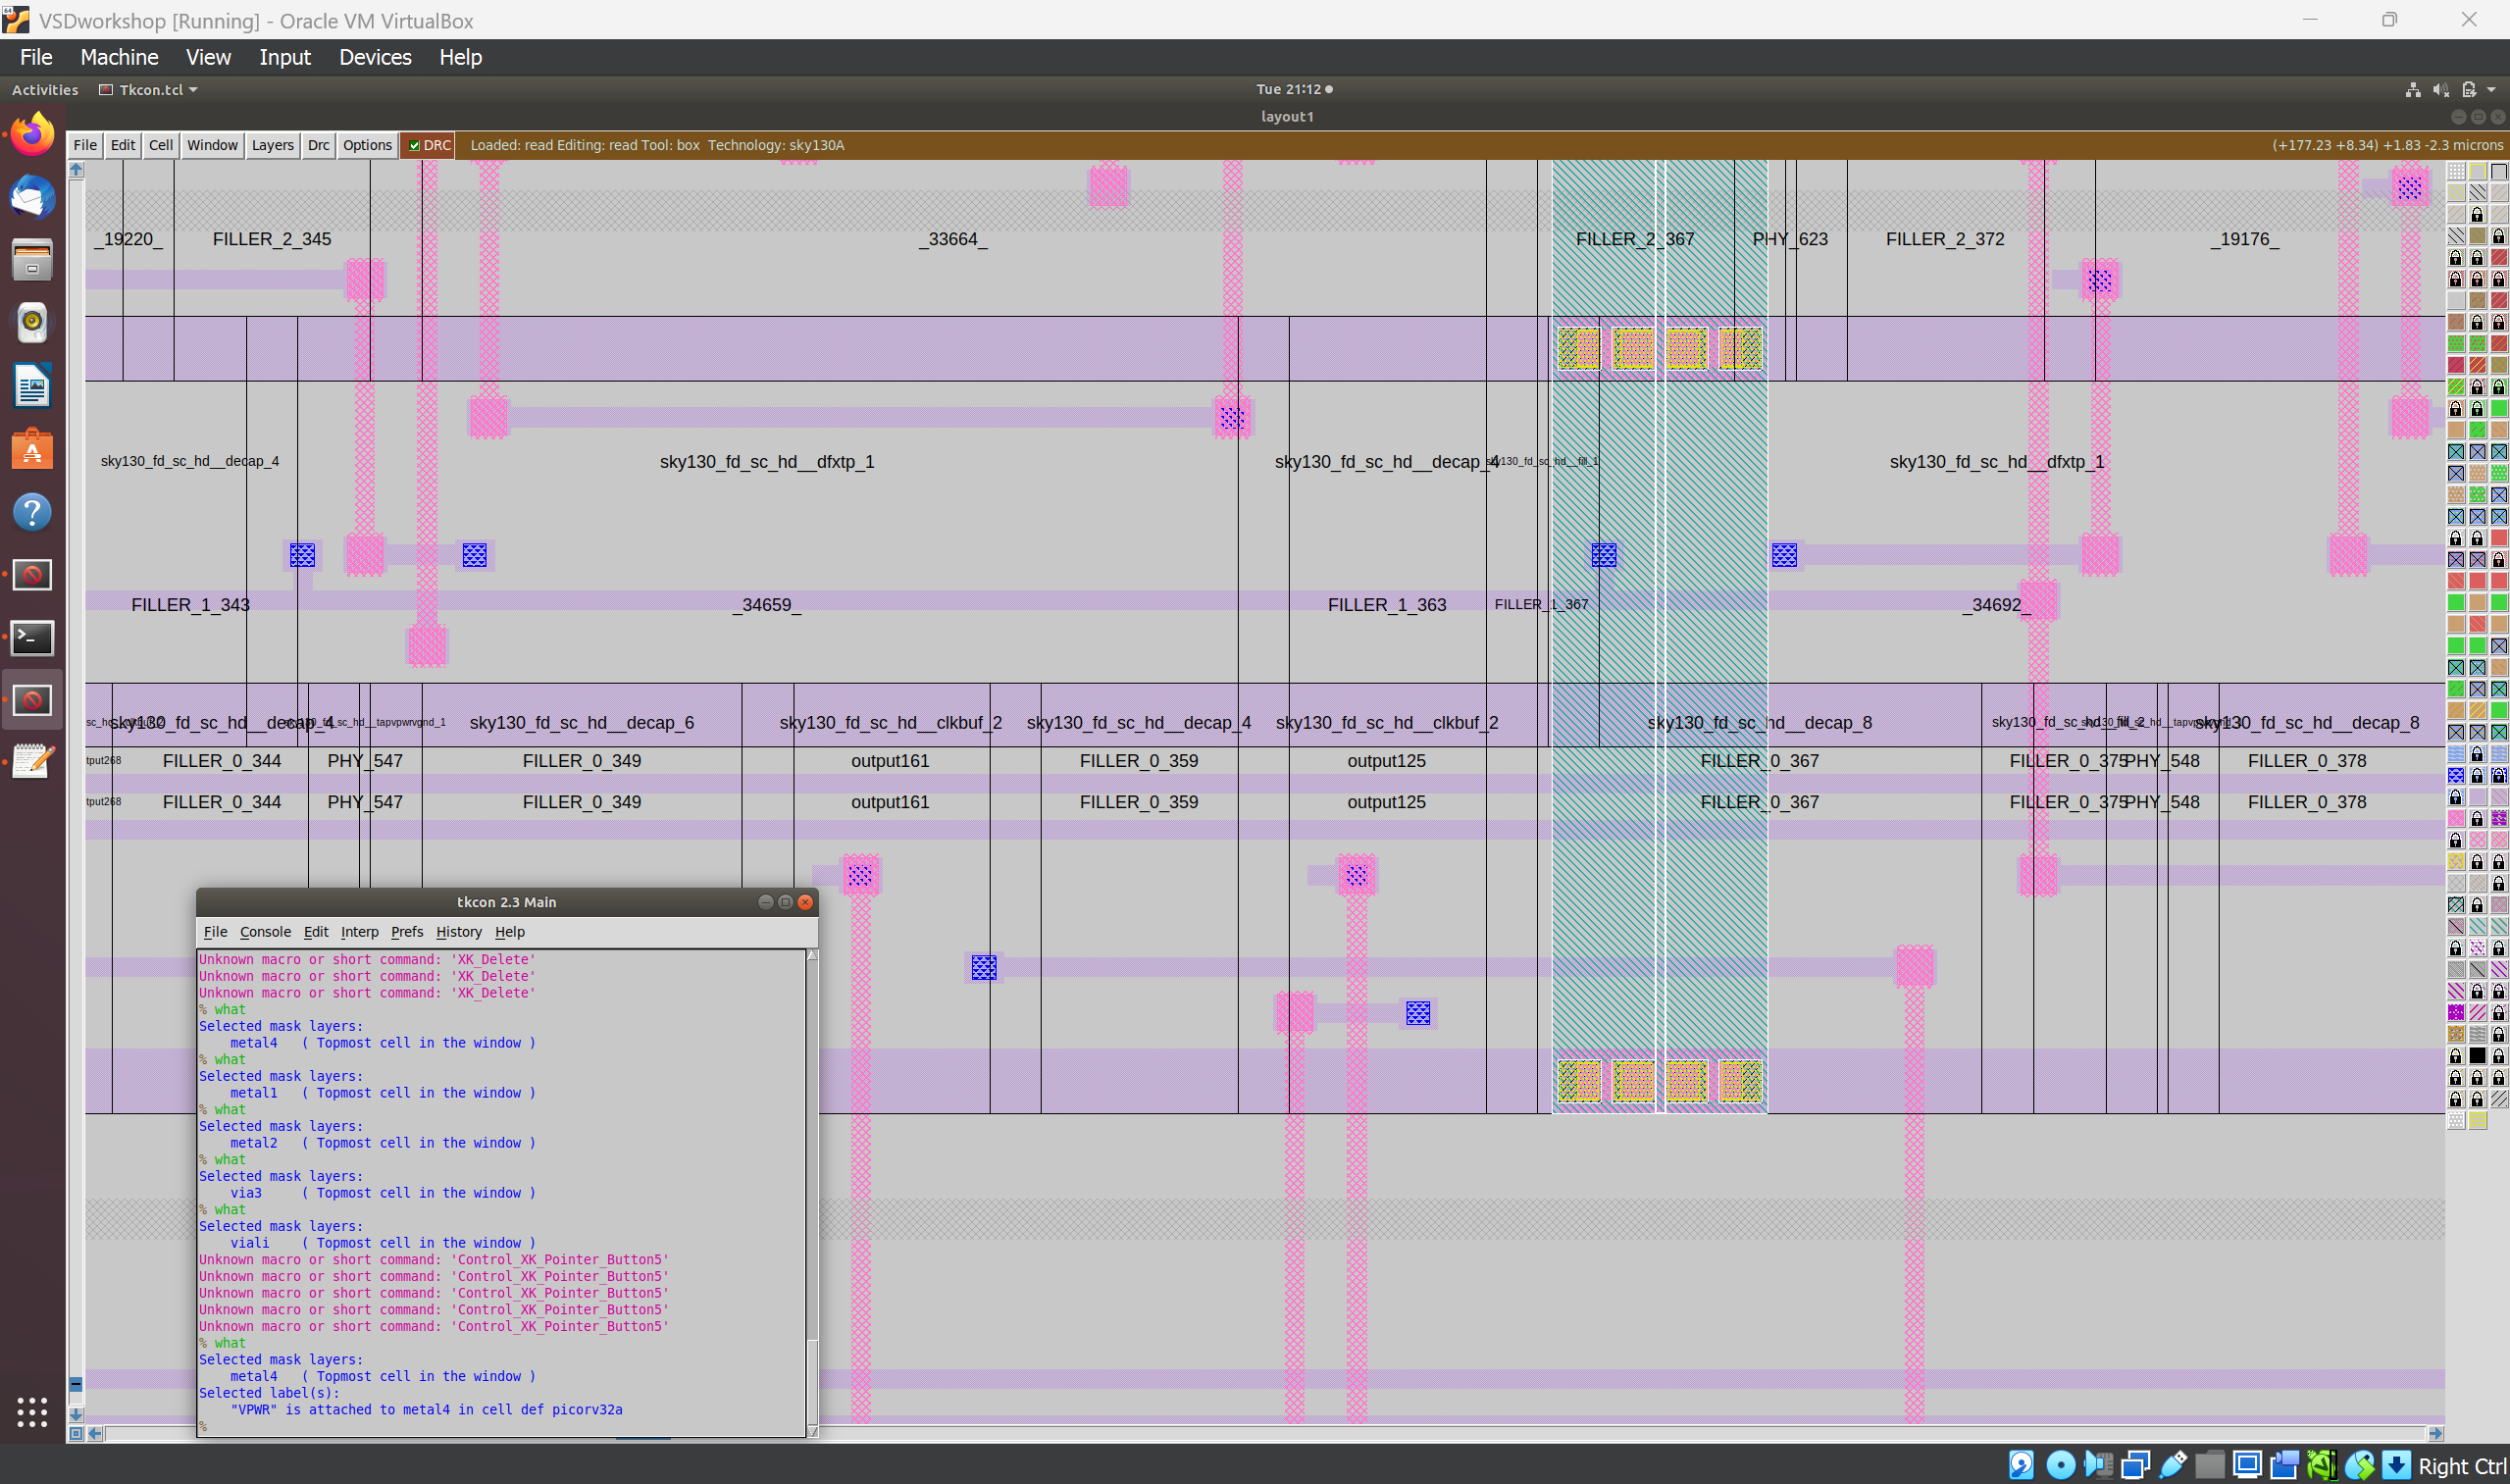 VSDworkshop [Running] - Oracle VM VirtualBox
File Machine View Input Devices Help
Activities Tkcon.tcl Tue 21:12
layout1
File Edit Cell Window Layers Drc Options DRC Loaded: read Editing: read Tool: box Technology: sky130A (+177.23 +8.34) +1.83 -2.3 microns
_19220_ FILLER_2_345 _33664_ FILLER_2_367 PHY_623 FILLER_2_372 _19176_
sky130_fd_sc_hd__decap_4 sky130_fd_sc_hd__dfxtp_1 sky130_fd_sc_hd__decap_4 sky130_fd_sc_hd__fill_1 sky130_fd_sc_hd__dfxtp_1
FILLER_1_343 _34659_ FILLER_1_363 FILLER_1_367 _34692_
sky130_fd_sc_hd__decap_4 sky130_fd_sc_hd__decap_6 sky130_fd_sc_hd__clkbuf_2 sky130_fd_sc_hd__decap_4 sky130_fd_sc_hd__clkbuf_2 sky130_fd_sc_hd__decap_8 sky130_fd_sc_hd__decap_8
tput268 FILLER_0_344 PHY_547 FILLER_0_349 output161 FILLER_0_359 output125 FILLER_0_367 FILLER_0_375 PHY_548 FILLER_0_378
tput268 FILLER_0_344 PHY_547 FILLER_0_349 output161 FILLER_0_359 output125 FILLER_0_367 FILLER_0_375 PHY_548 FILLER_0_378
tkcon 2.3 Main
File Console Edit Interp Prefs History Help
Unknown macro or short command: 'XK_Delete'
Unknown macro or short command: 'XK_Delete'
Unknown macro or short command: 'XK_Delete'
% what
Selected mask layers:
metal4 ( Topmost cell in the window )
% what
Selected mask layers:
metal1 ( Topmost cell in the window )
% what
Selected mask layers:
metal2 ( Topmost cell in the window )
% what
Selected mask layers:
via3 ( Topmost cell in the window )
% what
Selected mask layers:
viali ( Topmost cell in the window )
Unknown macro or short command: 'Control_XK_Pointer_Button5'
Unknown macro or short command: 'Control_XK_Pointer_Button5'
Unknown macro or short command: 'Control_XK_Pointer_Button5'
Unknown macro or short command: 'Control_XK_Pointer_Button5'
Unknown macro or short command: 'Control_XK_Pointer_Button5'
% what
Selected mask layers:
metal4 ( Topmost cell in the window )
Selected label(s):
"VPWR" is attached to metal4 in cell def picorv32a
%
Right Ctrl